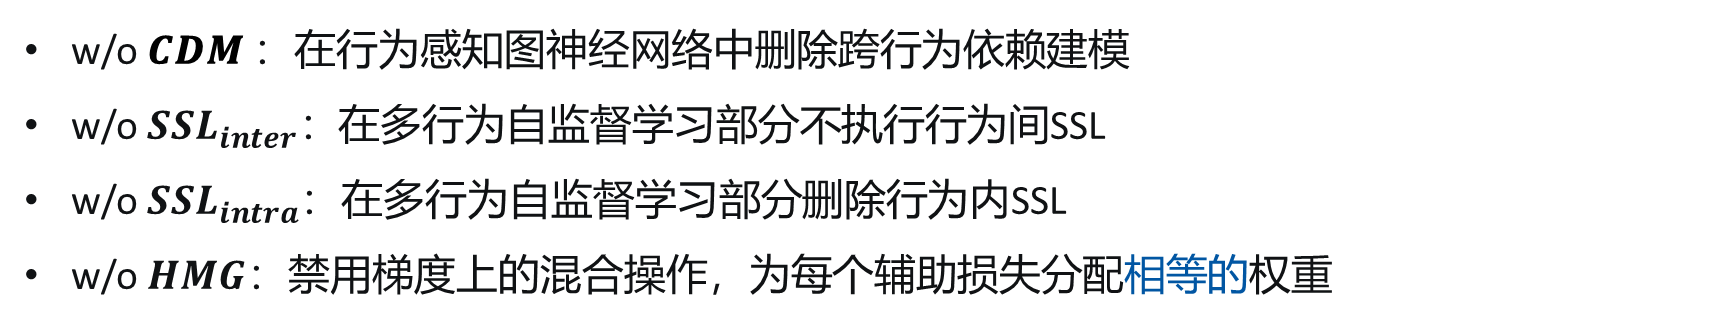 • w/o CDM：在行为感知图神经网络中删除跨行为依赖建模
• w/o SSL_inter：在多行为自监督学习部分不执行行为间SSL
• w/o SSL_intra：在多行为自监督学习部分删除行为内SSL
• w/o HMG：禁用梯度上的混合操作，为每个辅助损失分配相等的权重